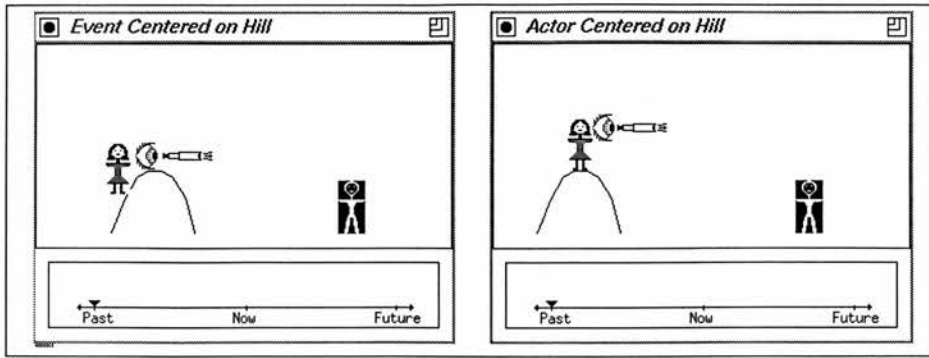 Event Centered on Hill
Past Now Future
Actor Centered on Hill
Past Now Future